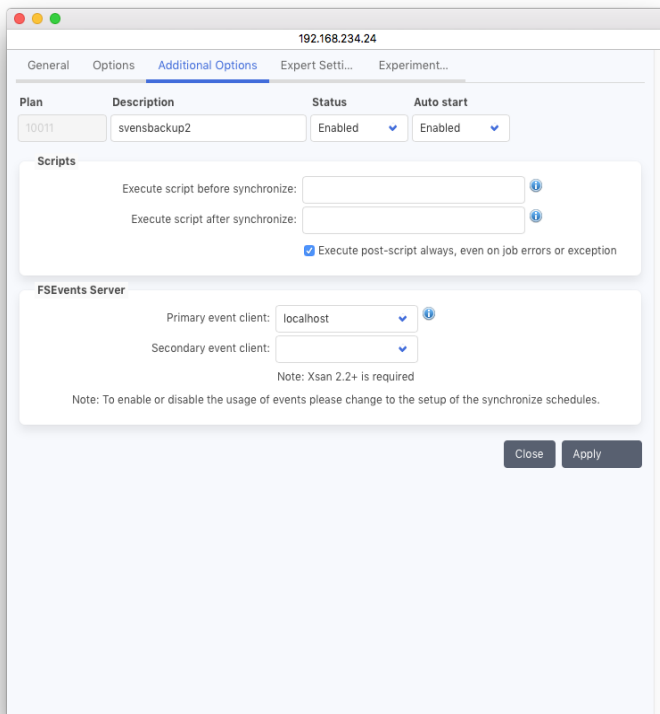 192.168.234.24
General Options Additional Options Expert Setti... Experiment...
Plan Description Status Auto start
10011 svensbackup2 Enabled Enabled
Scripts
Execute script before synchronize:
Execute script after synchronize:
Execute post-script always, even on job errors or exception
FSEvents Server
Primary event client: localhost
Secondary event client:
Note: Xsan 2.2+ is required
Note: To enable or disable the usage of events please change to the setup of the synchronize schedules.
Close Apply